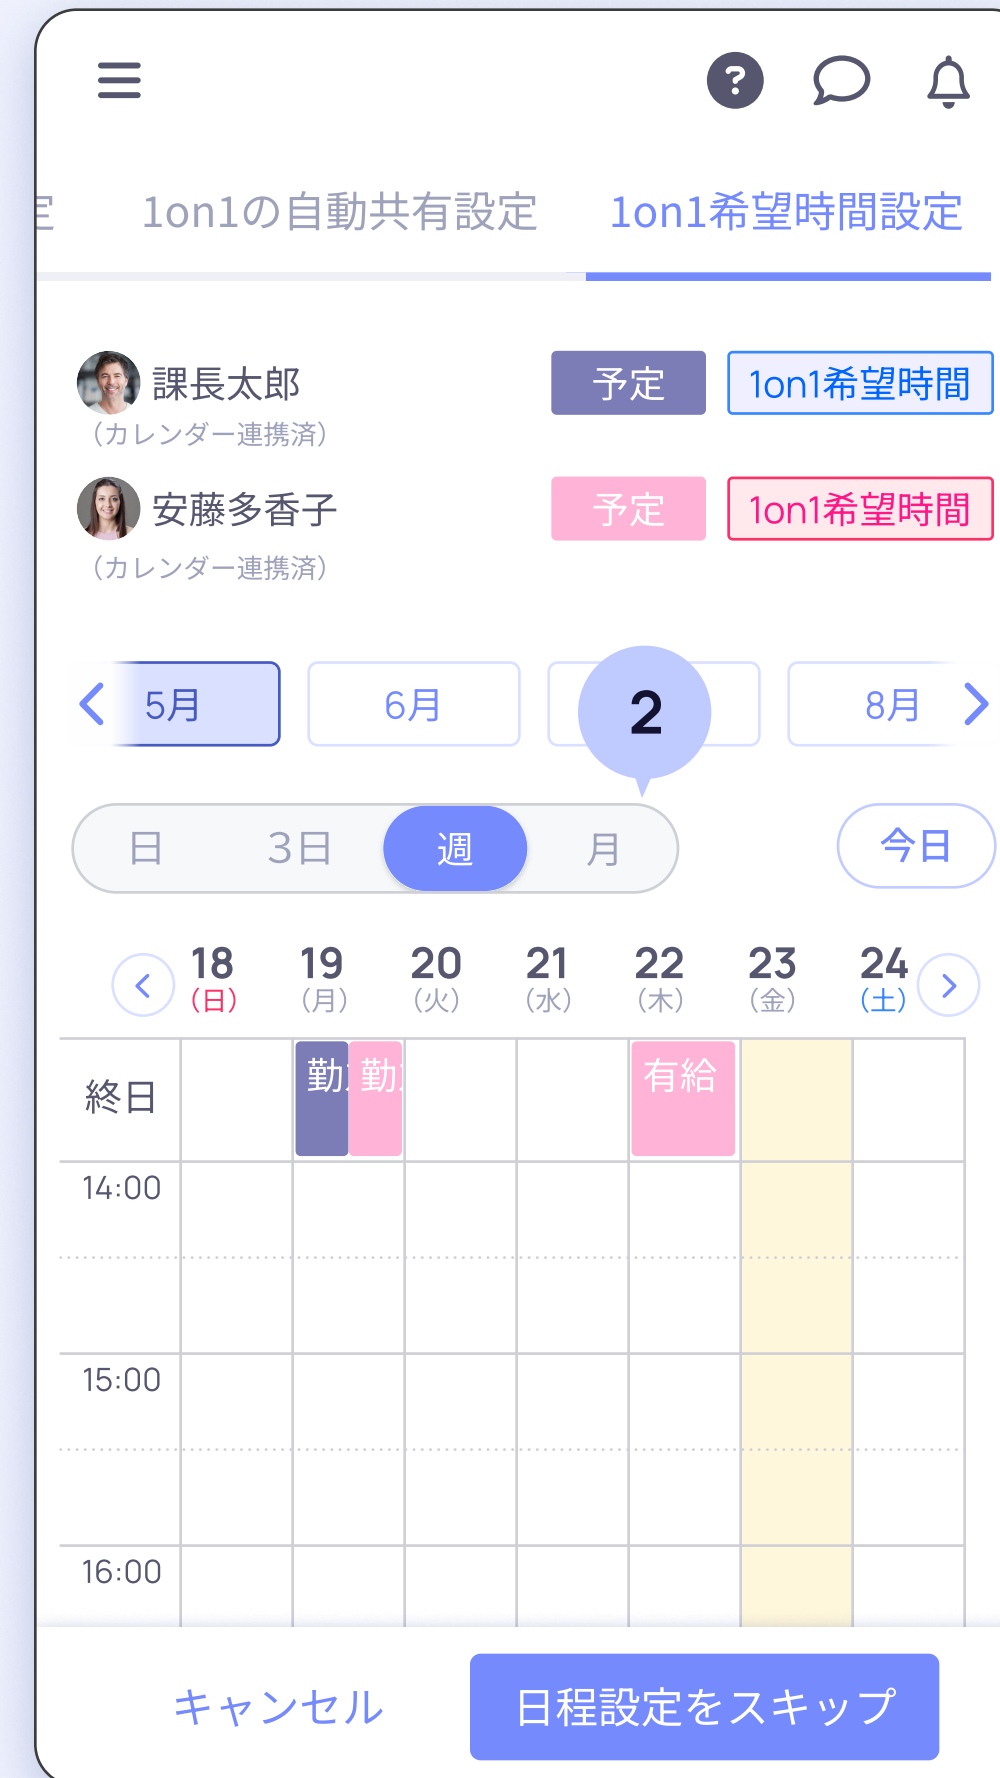 定 1on1の自動共有設定 1on1希望時間設定
課長太郎 予定 1on1希望時間
（カレンダー連携済）
安藤多香子 予定 1on1希望時間
（カレンダー連携済）
5月 6月 2 8月
日 3日 週 月 今日
18 19 20 21 22 23 24
（日） （月） （火） （水） （木） （金） （土）
終日 勤 勤 有給
14:00
15:00
16:00
キャンセル 日程設定をスキップ